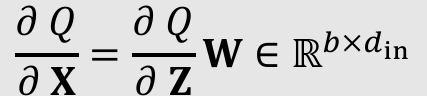 ∂ Q / ∂ 𝐗 = ∂ Q / ∂ 𝐙 𝐖 ∈ ℝ^{b×d_in}